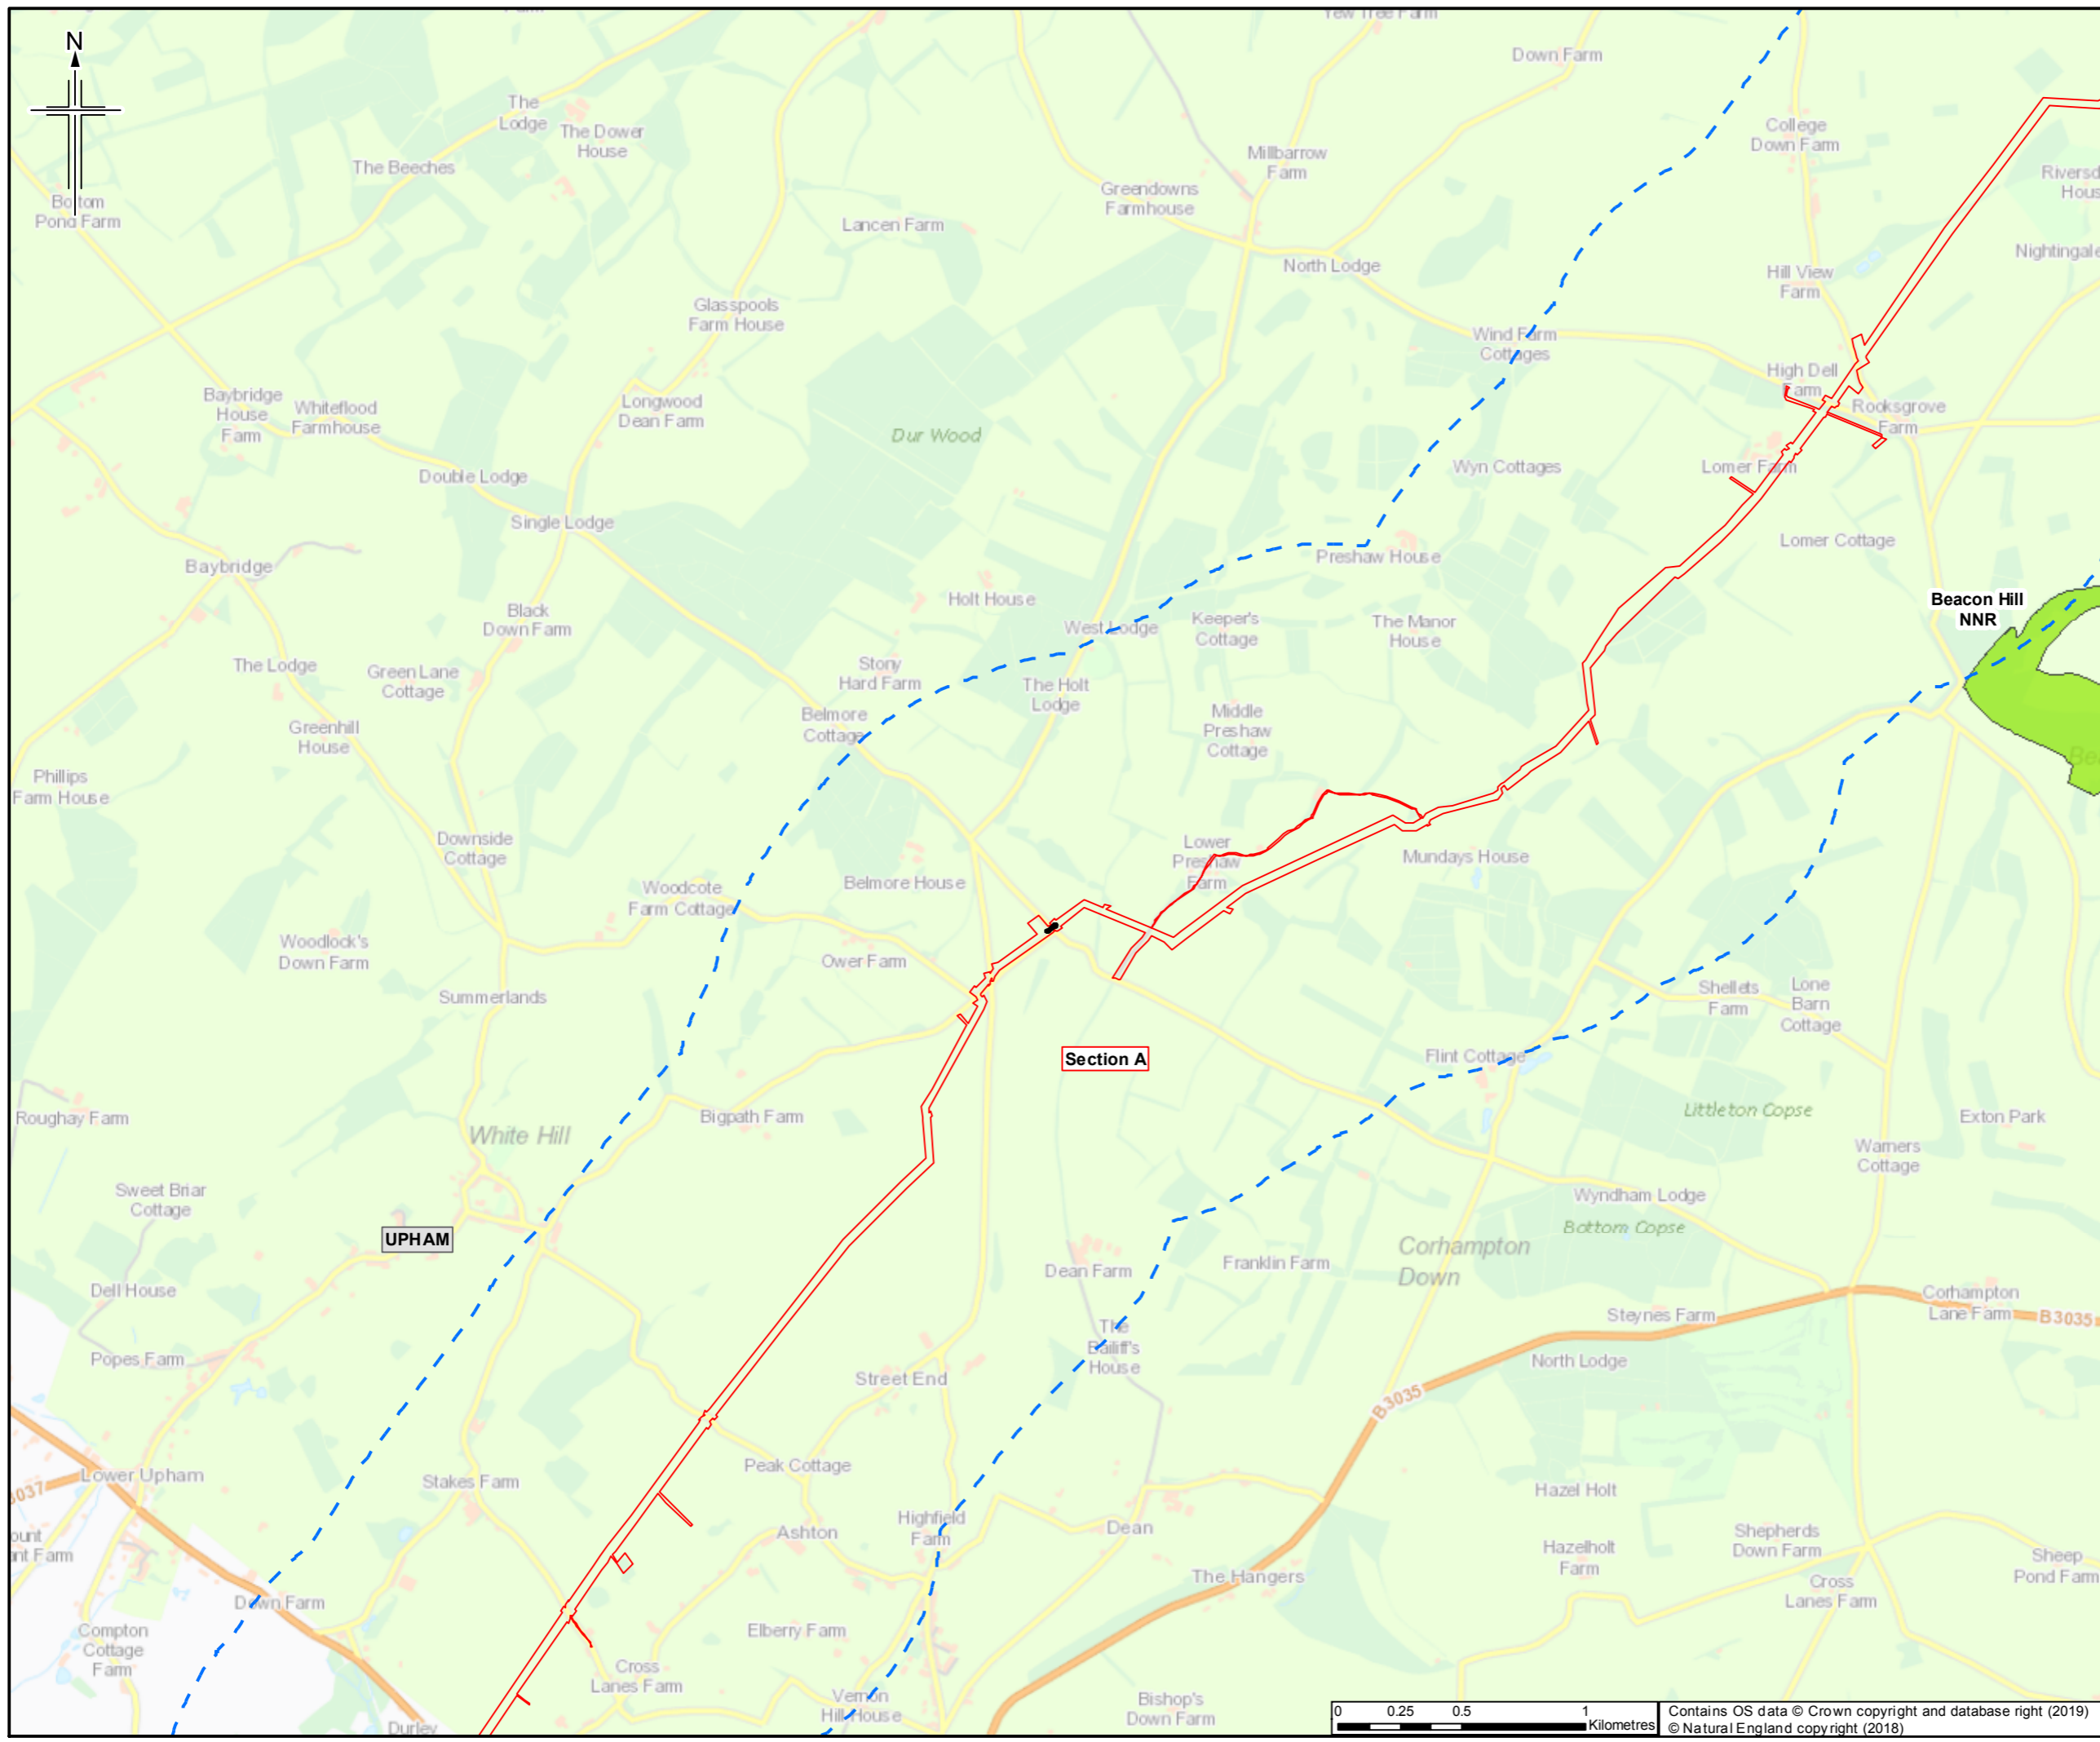 Yew Tree Farm
Down Farm
N
The
Lodge
The Dower
House
The Beeches
College
Down Farm
Millbarrow
Farm
Greendowns
Farmhouse
Bottom
Pond Farm
Lancen Farm
North Lodge
Hill View
Farm
Glasspools
Farm House
Wind Farm
Cottages
High Dell
Farm
Rooksgrove
Farm
Baybridge
House
Farm
Whiteflood
Farmhouse
Longwood
Dean Farm
Dur Wood
Double Lodge
Wyn Cottages
Lomer Farm
Single Lodge
Lomer Cottage
Preshaw House
Baybridge
Holt House
Beacon Hill
NNR
Black
Down Farm
West Lodge
Keeper's
Cottage
The Manor
House
The Lodge
Green Lane
Cottage
Stony
Hard Farm
The Holt
Lodge
Belmore
Cottage
Middle
Preshaw
Cottage
Greenhill
House
Phillips
Farm House
Downside
Cottage
Lower
Preshaw
Farm
Mundays House
Belmore House
Woodcote
Farm Cottage
Woodlock's
Down Farm
Ower Farm
Summerlands
Shellets
Farm
Lone
Barn
Cottage
Section A
Flint Cottage
Roughay Farm
Bigpath Farm
White Hill
Littleton Copse
Exton Park
Warners
Cottage
Sweet Briar
Cottage
Wyndham Lodge
Bottom Copse
UPHAM
Corhampton
Down
Dean Farm
Franklin Farm
Dell House
Corhampton
Lane Farm
B3035
Steynes Farm
The
Bailiff's
House
Popes Farm
North Lodge
Street End
B3035
Lower Upham
Peak Cottage
Stakes Farm
Hazel Holt
Highfield
Farm
Ashton
Dean
Shepherds
Down Farm
Hazelholt
Farm
Sheep
Pond Farm
The Hangers
Cross
Lanes Farm
Down Farm
Elberry Farm
Compton
Cottage
Farm
Cross
Lanes Farm
Vernon
Hill House
Bishop's
Down Farm
Durley
0 0.25 0.5 1
Kilometres
Contains OS data © Crown copyright and database right (2019)
© Natural England copyright (2018)